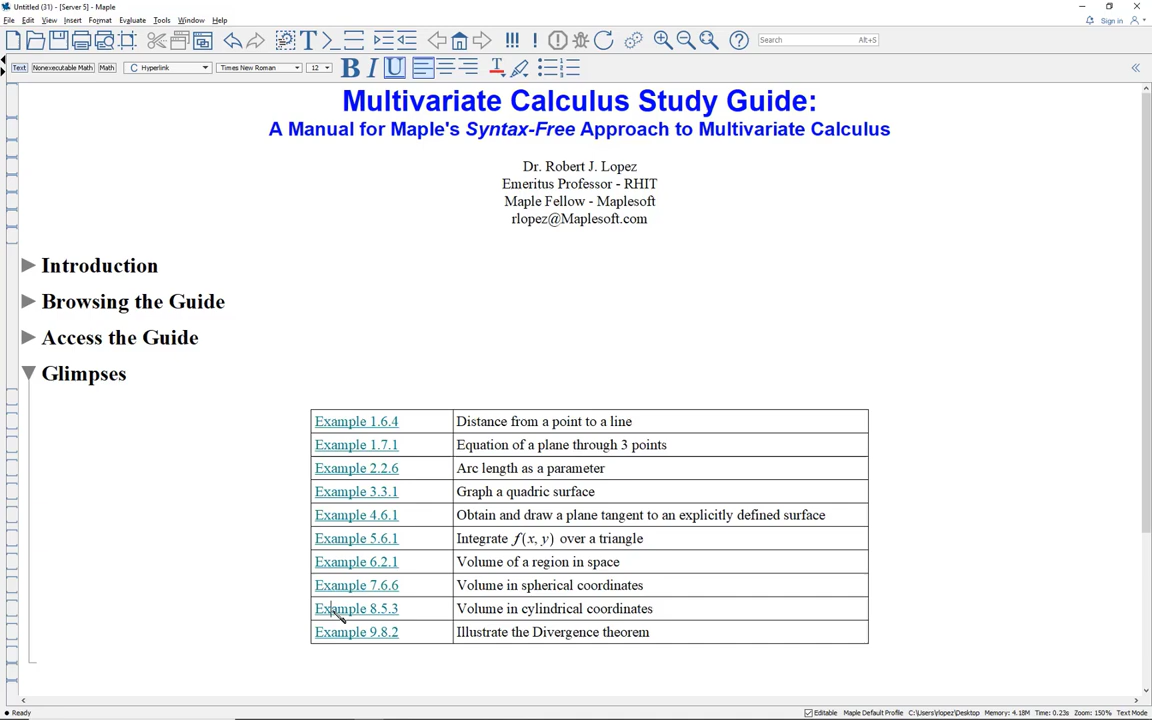 Untitled (31) - [Server 5] - Maple
File Edit View Insert Format Evaluate Tools Window Help
Sign in
Search Alt+S
Text Nonexecutable Math Math C Hyperlink Times New Roman 12
Multivariate Calculus Study Guide:
A Manual for Maple's Syntax-Free Approach to Multivariate Calculus
Dr. Robert J. Lopez
Emeritus Professor - RHIT
Maple Fellow - Maplesoft
rlopez@Maplesoft.com
Introduction
Browsing the Guide
Access the Guide
Glimpses
Example 1.6.4 Distance from a point to a line
Example 1.7.1 Equation of a plane through 3 points
Example 2.2.6 Arc length as a parameter
Example 3.3.1 Graph a quadric surface
Example 4.6.1 Obtain and draw a plane tangent to an explicitly defined surface
Example 5.6.1 Integrate f(x, y) over a triangle
Example 6.2.1 Volume of a region in space
Example 7.6.6 Volume in spherical coordinates
Example 8.5.3 Volume in cylindrical coordinates
Example 9.8.2 Illustrate the Divergence theorem
Ready Editable Maple Default Profile C:\Users\rlopez\Desktop Memory: 4.18M Time: 0.23s Zoom: 150% Text Mode